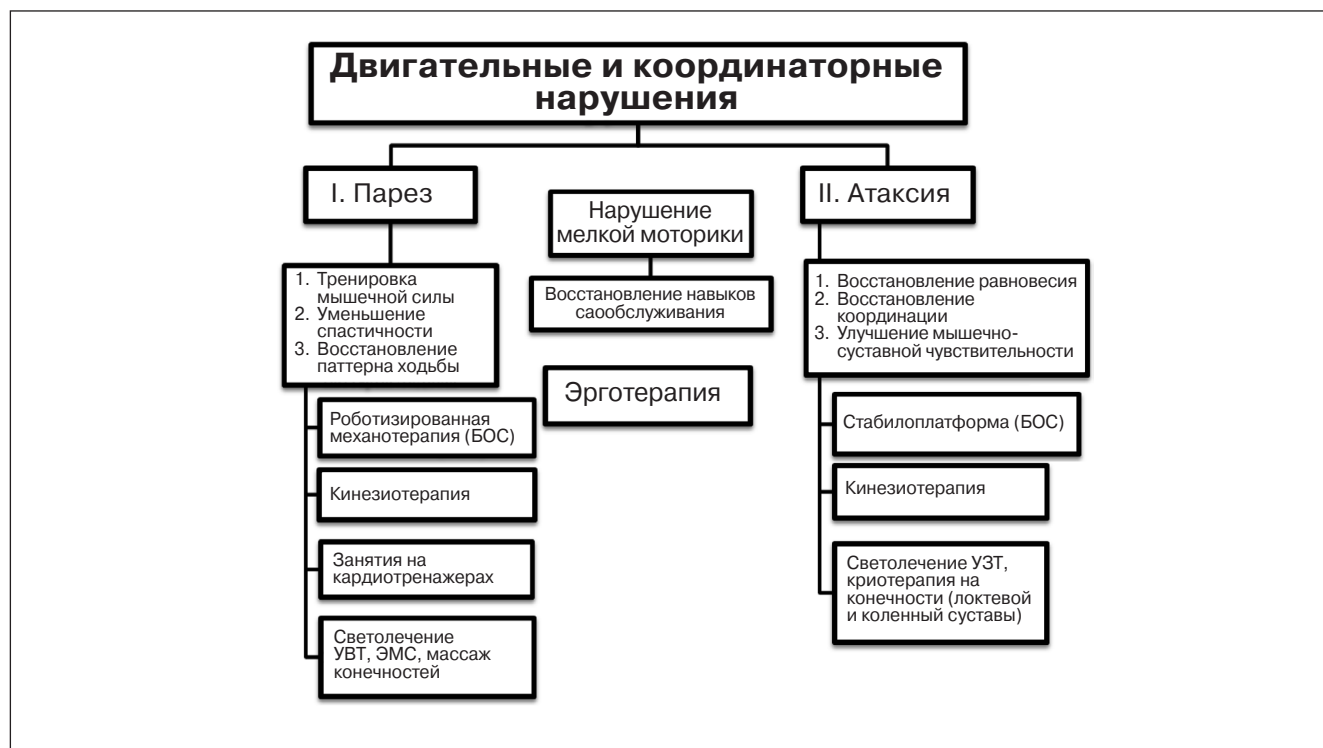 Двигательные и координаторные
нарушения
I. Парез
1. Тренировка
мышечной силы
2. Уменьшение
спастичности
3. Восстановление
паттерна ходьбы
Роботизированная
механотерапия (БОС)
Кинезиотерапия
Занятия на
кардиотренажерах
Светолечение
УВТ, ЭМС, массаж
конечностей
Нарушение
мелкой моторики
Восстановление навыков
саообслуживания
Эрготерапия
II. Атаксия
1. Восстановление равновесия
2. Восстановление
координации
3. Улучшение мышечно-
суставной чувствительности
Стабилоплатформа (БОС)
Кинезиотерапия
Светолечение УЗТ,
криотерапия на
конечности (локтевой
и коленный суставы)